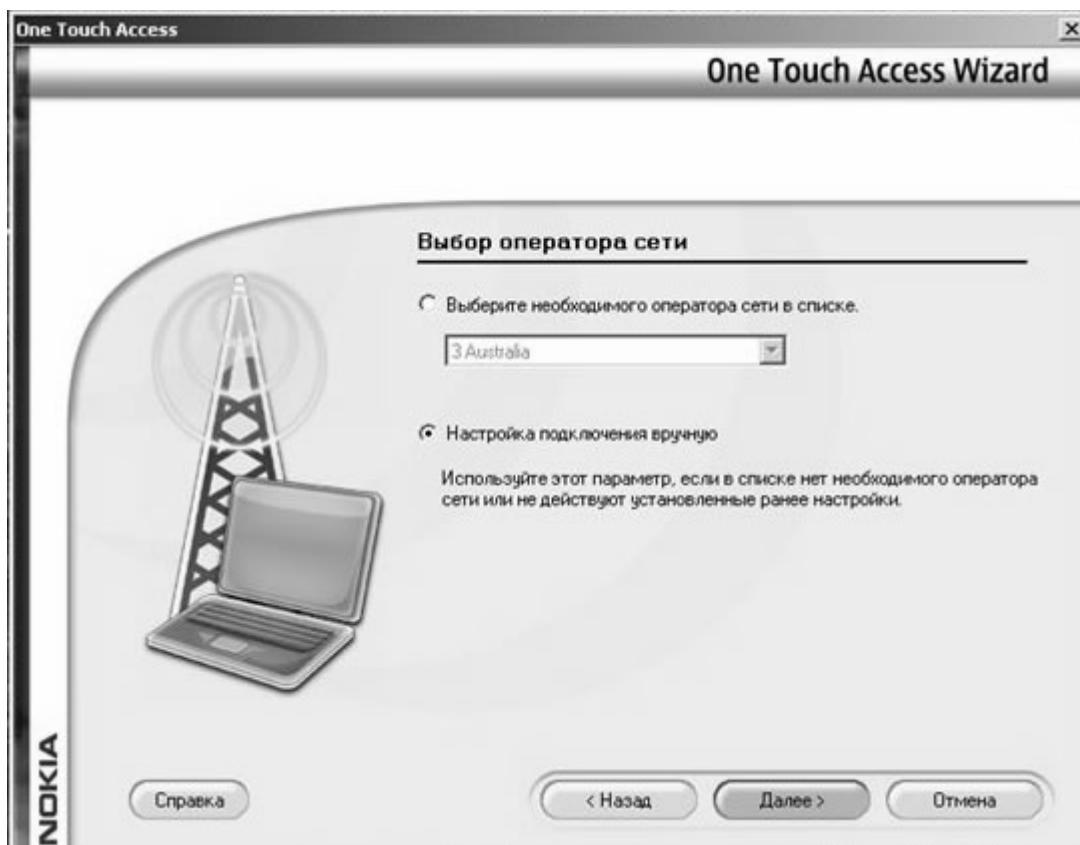 One Touch Access
One Touch Access Wizard
Выбор оператора сети
Выберите необходимого оператора сети в списке.
3 Australia
Настройка подключения вручную
Используйте этот параметр, если в списке нет необходимого оператора
сети или не действуют установленные ранее настройки.
NOKIA
Справка
< Назад
Далее >
Отмена